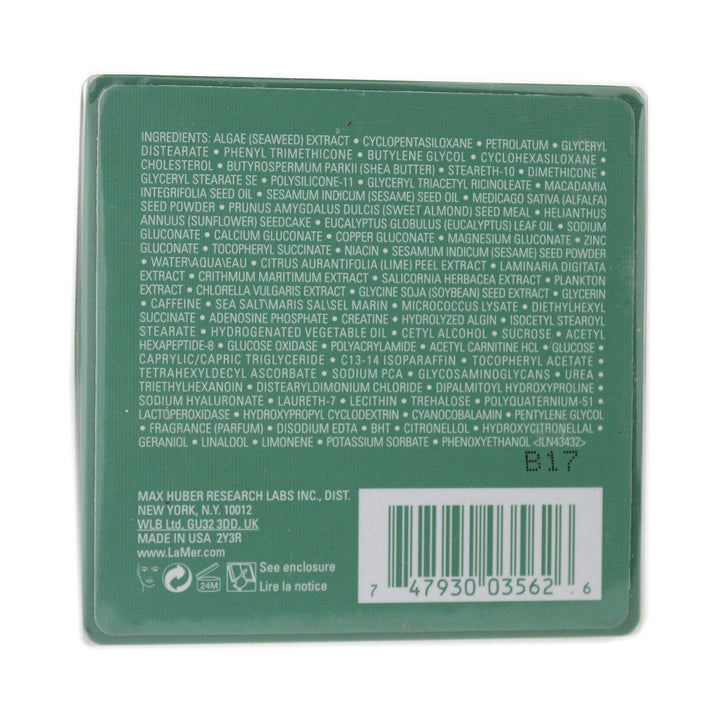 INGREDIENTS: ALGAE (SEAWEED) EXTRACT • CYCLOPENTASILOXANE • PETROLATUM • GLYCERYL
DISTEARATE • PHENYL TRIMETHICONE • BUTYLENE GLYCOL • CYCLOHEXASILOXANE •
CHOLESTEROL • BUTYROSPERMUM PARKII (SHEA BUTTER) • STEARETH-10 • DIMETHICONE •
GLYCERYL STEARATE SE • POLYSILICONE-11 • GLYCERYL TRIACETYL RICINOLEATE • MACADAMIA
INTEGRIFOLIA SEED OIL • SESAMUM INDICUM (SESAME) SEED OIL • MEDICAGO SATIVA (ALFALFA)
SEED POWDER • PRUNUS AMYGDALUS DULCIS (SWEET ALMOND) SEED MEAL • HELIANTHUS
ANNUUS (SUNFLOWER) SEEDCAKE • EUCALYPTUS GLOBULUS (EUCALYPTUS) LEAF OIL • SODIUM
GLUCONATE • CALCIUM GLUCONATE • COPPER GLUCONATE • MAGNESIUM GLUCONATE • ZINC
GLUCONATE • TOCOPHERYL SUCCINATE • NIACIN • SESAMUM INDICUM (SESAME) SEED POWDER
• WATER\AQUA\EAU • CITRUS AURANTIFOLIA (LIME) PEEL EXTRACT • LAMINARIA DIGITATA
EXTRACT • CRITHMUM MARITIMUM EXTRACT • SALICORNIA HERBACEA EXTRACT • PLANKTON
EXTRACT • CHLORELLA VULGARIS EXTRACT • GLYCINE SOJA (SOYBEAN) SEED EXTRACT • GLYCERIN
• CAFFEINE • SEA SALT\MARIS SAL\SEL MARIN • MICROCOCCUS LYSATE • DIETHYLHEXYL
SUCCINATE • ADENOSINE PHOSPHATE • CREATINE • HYDROLYZED ALGIN • ISOCETYL STEAROYL
STEARATE • HYDROGENATED VEGETABLE OIL • CETYL ALCOHOL • SUCROSE • ACETYL
HEXAPEPTIDE-8 • GLUCOSE OXIDASE • POLYACRYLAMIDE • ACETYL CARNITINE HCL • GLUCOSE •
CAPRYLIC/CAPRIC TRIGLYCERIDE • C13-14 ISOPARAFFIN • TOCOPHERYL ACETATE •
TETRAHEXYLDECYL ASCORBATE • SODIUM PCA • GLYCOSAMINOGLYCANS • UREA •
TRIETHYLHEXANOIN • DISTEARYLDIMONIUM CHLORIDE • DIPALMITOYL HYDROXYPROLINE •
SODIUM HYALURONATE • LAURETH-7 • LECITHIN • TREHALOSE • POLYQUATERNIUM-51 •
LACTOPEROXIDASE • HYDROXYPROPYL CYCLODEXTRIN • CYANOCOBALAMIN • PENTYLENE GLYCOL
• FRAGRANCE (PARFUM) • DISODIUM EDTA • BHT • CITRONELLOL • HYDROXYCITRONELLAL •
GERANIOL • LINALOOL • LIMONENE • POTASSIUM SORBATE • PHENOXYETHANOL <ILN43432>
B17
MAX HUBER RESEARCH LABS INC., DIST.
NEW YORK, N.Y. 10012
WLB Ltd, GU32 3DD, UK
MADE IN USA 2Y3R
www.LaMer.com
24M
See enclosure
Lire la notice
7 47930 03562 6